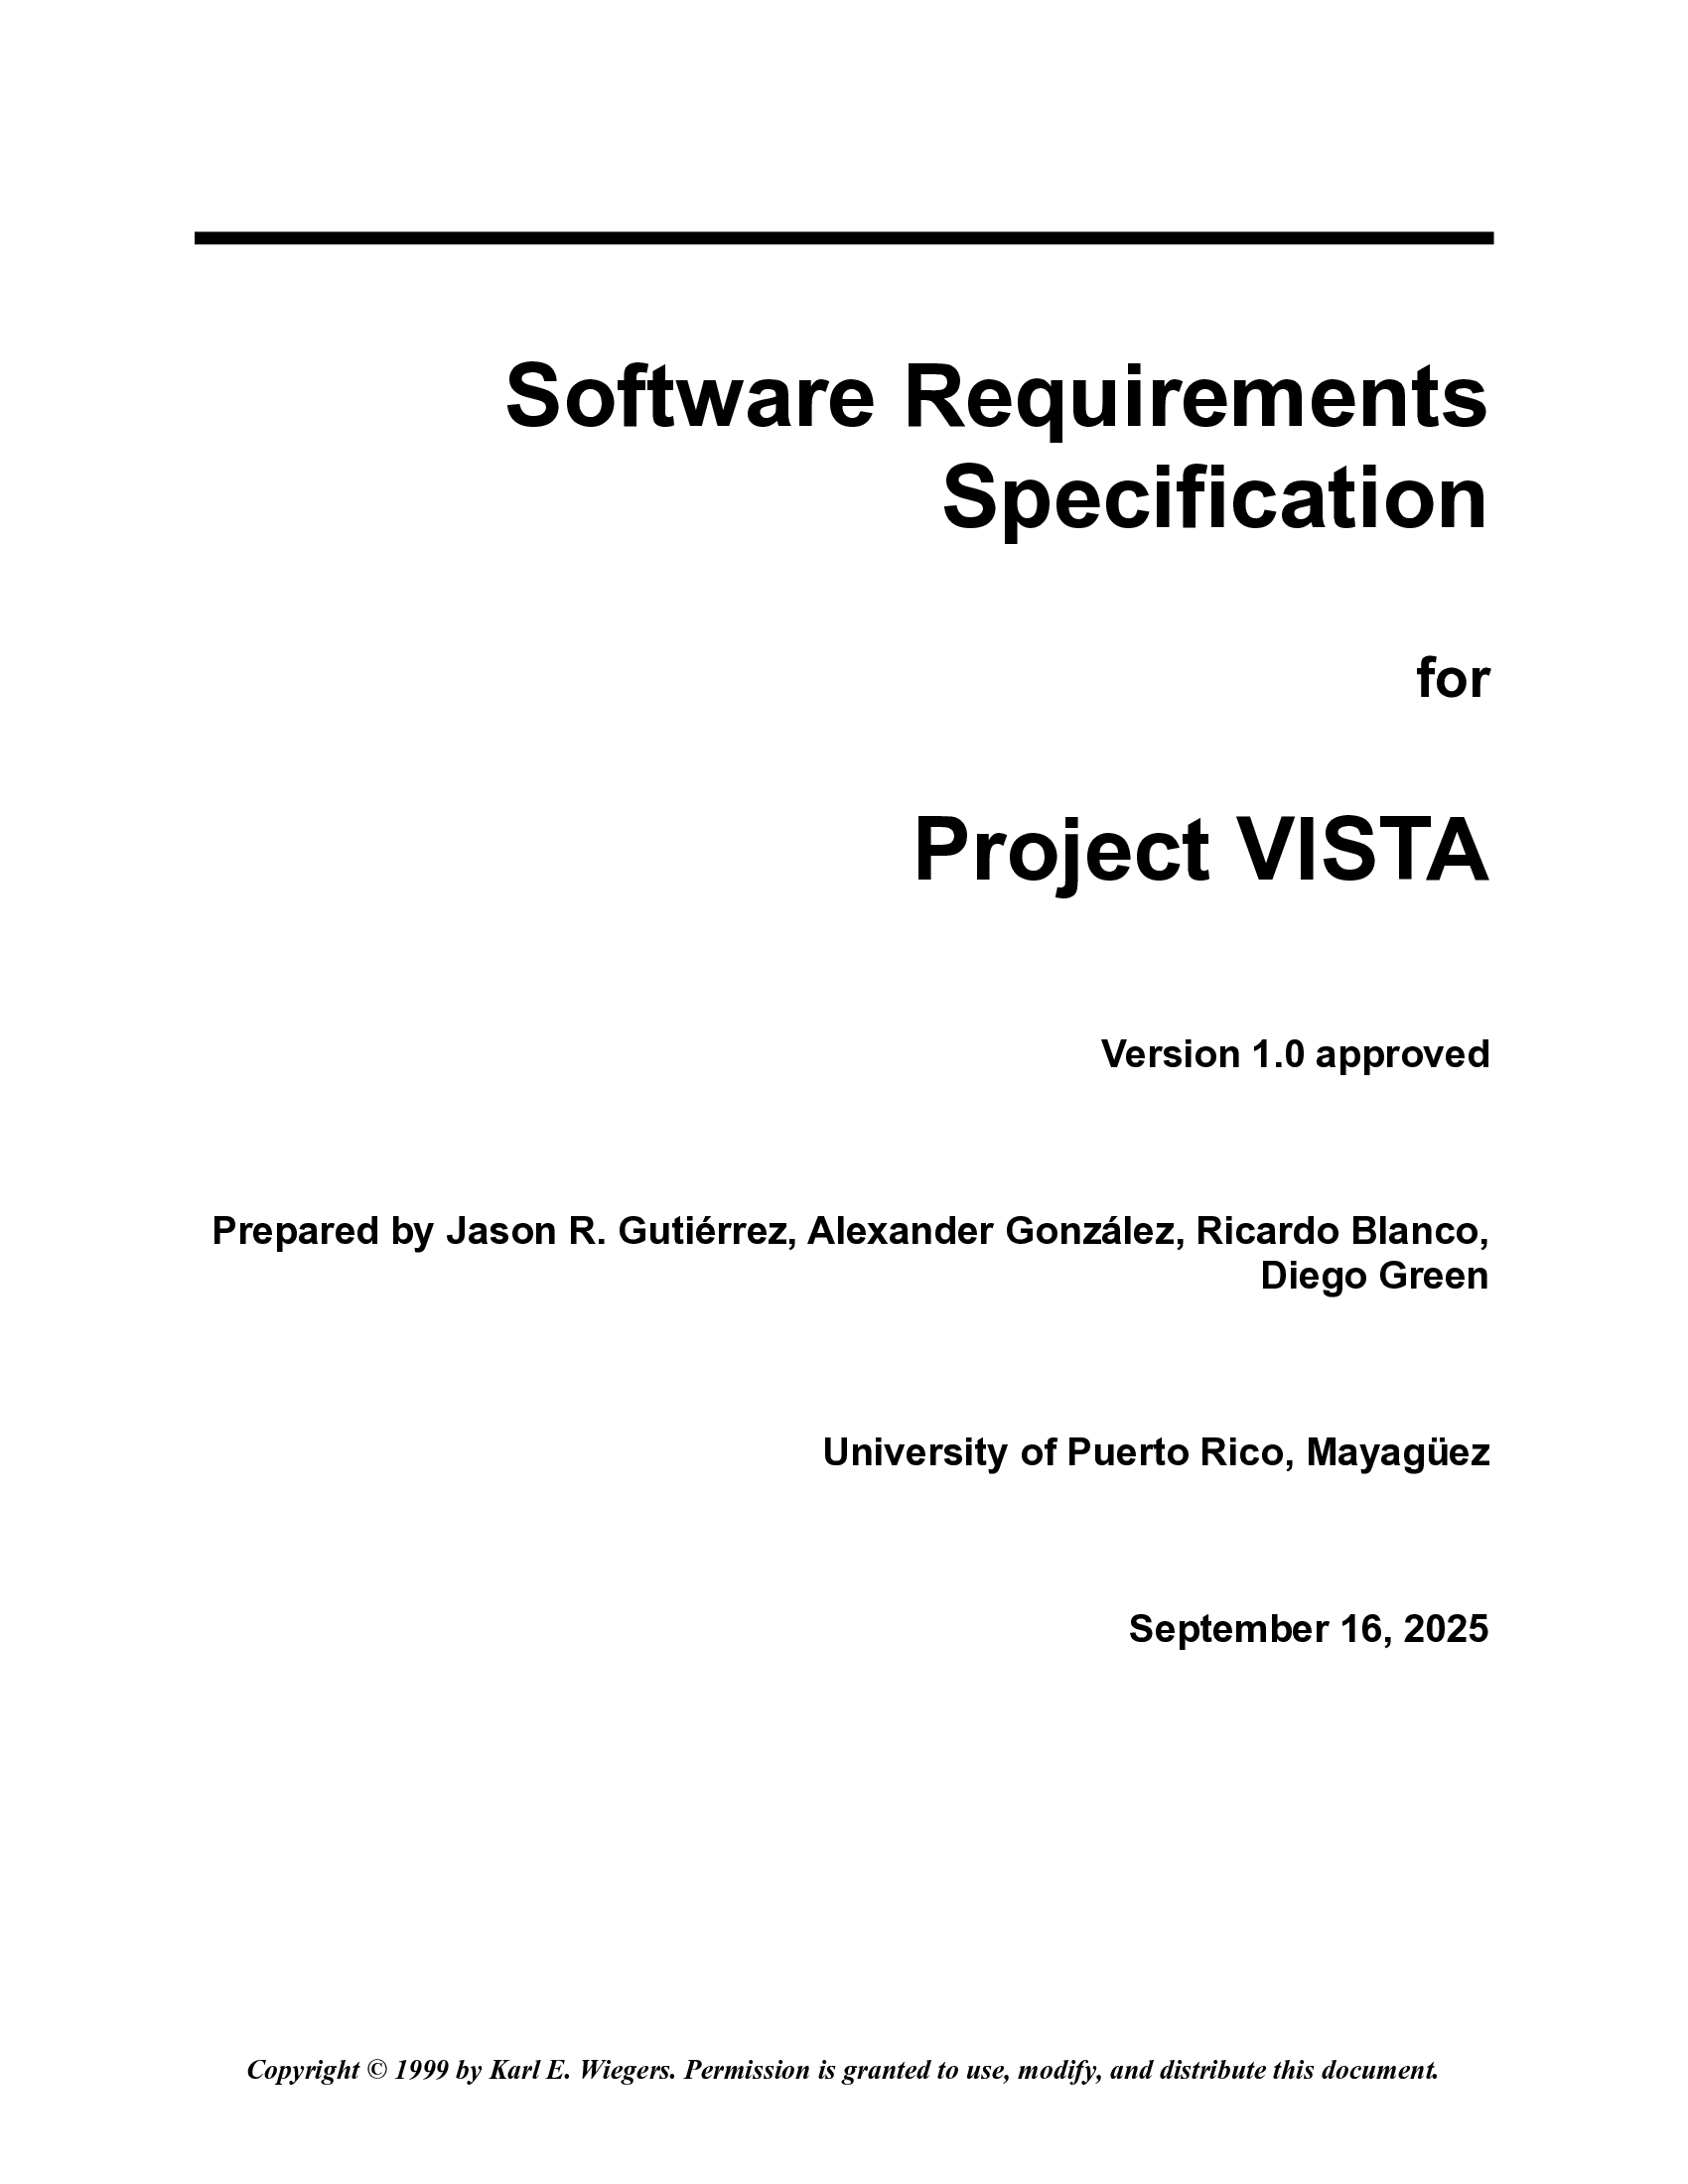 Software Requirements
Specification
for
Project VISTA
Version 1.0 approved
Prepared by Jason R. Gutiérrez, Alexander González, Ricardo Blanco,
Diego Green
University of Puerto Rico, Mayagüez
September 16, 2025
Copyright © 1999 by Karl E. Wiegers. Permission is granted to use, modify, and distribute this document.